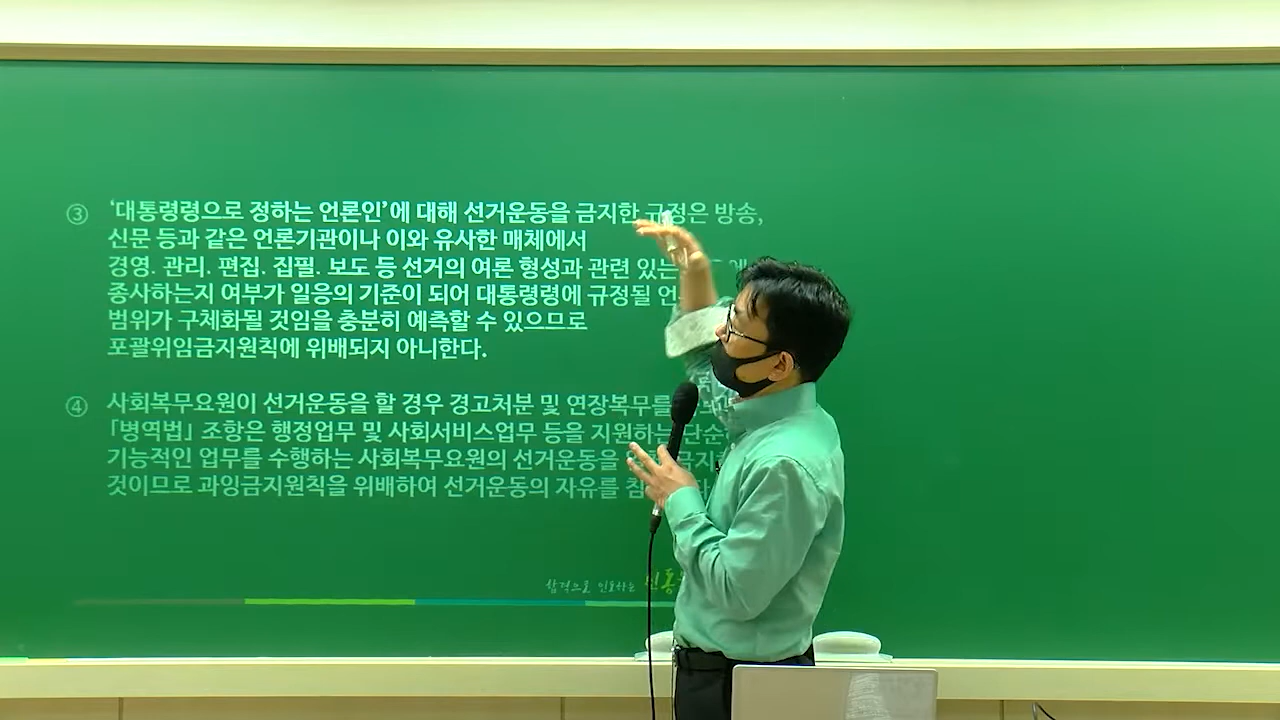 ③ ‘대통령령으로 정하는 언론인’에 대해 선거운동을 금지한 규정은 방송,
신문 등과 같은 언론기관이나 이와 유사한 매체에서
경영. 관리. 편집. 집필. 보도 등 선거의 여론 형성과 관련 있는
종사하는지 여부가 일응의 기준이 되어 대통령령에 규정될
범위가 구체화될 것임을 충분히 예측할 수 있으므로
포괄위임금지원칙에 위배되지 아니한다.
④ 사회복무요원이 선거운동을 할 경우 경고처분 및 연장복무를
「병역법」 조항은 행정업무 및 사회서비스업무 등을 지원하는
기능적인 업무를 수행하는 사회복무요원의 선거운동을
것이므로 과잉금지원칙을 위배하여 선거운동의 자유를
합격으로 인도하는